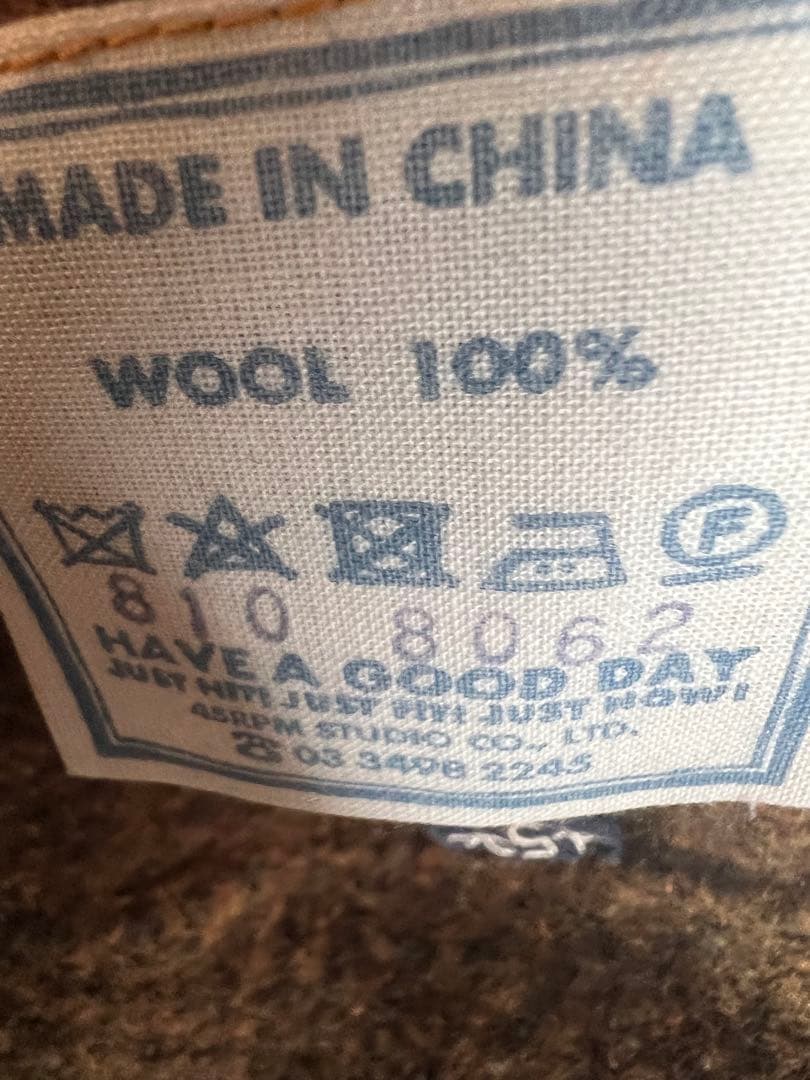 MADE IN CHINA
WOOL 100%
F
810 8062
HAVE A GOOD DAY
JUST HIT! JUST FIT! JUST NOW!
45RPM STUDIO CO., LTD.
☎ 03 3498 2245